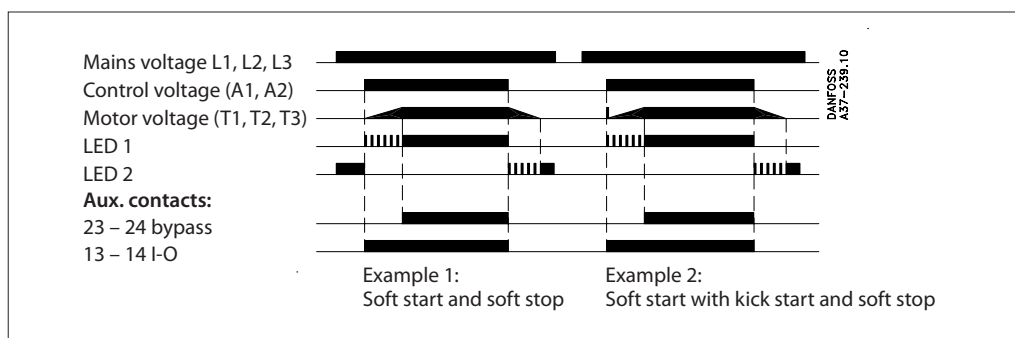 Mains voltage L1, L2, L3
Control voltage (A1, A2)
Motor voltage (T1, T2, T3)
LED 1
LED 2
Aux. contacts:
23 – 24 bypass
13 – 14 I-O
Example 1:
Soft start and soft stop
Example 2:
Soft start with kick start and soft stop
DANFOSS
A37-239.10